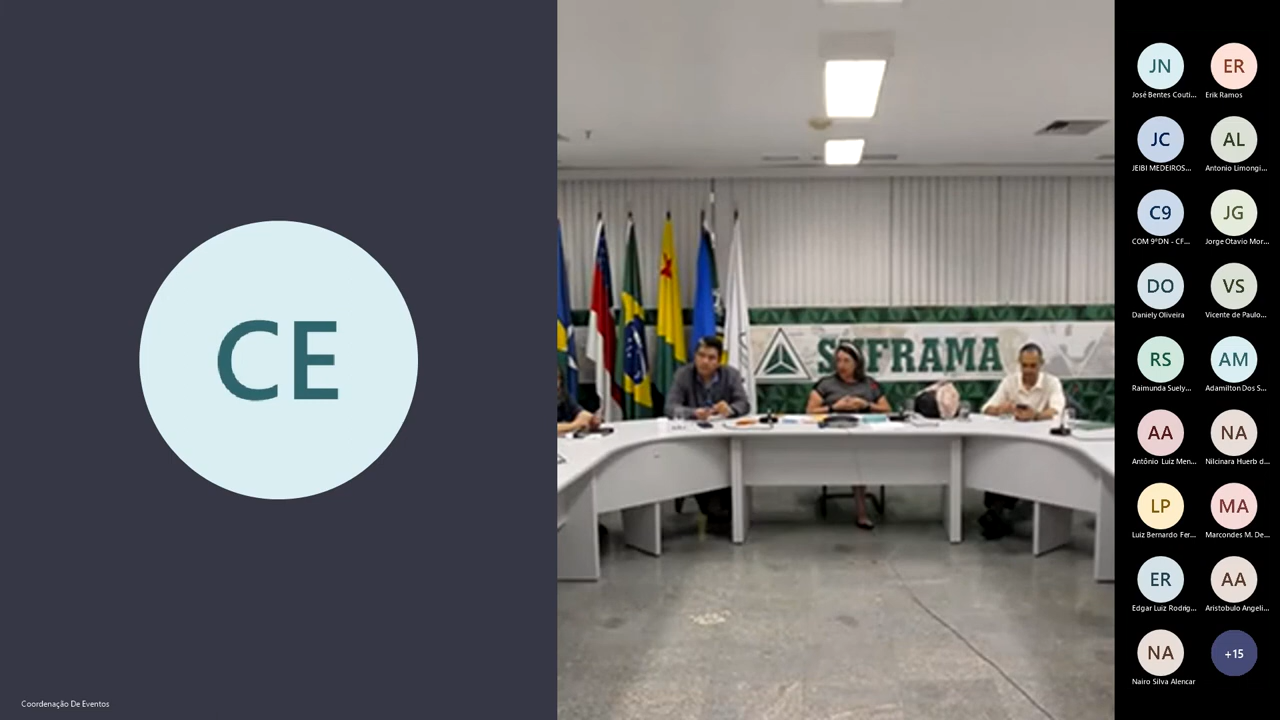 CE
Coordenação De Eventos
SUFRAMA
JN
José Bentes Couti...
ER
Erik Ramos
JC
JEIBI MEDEIROS...
AL
Antonio Limongi...
C9
COM 9ºDN - CF...
JG
Jorge Otavio Mor...
DO
Daniely Oliveira
VS
Vicente de Paulo...
RS
Raimunda Suely...
AM
Adamilton Dos S...
AA
Antônio Luiz Men...
NA
Nilcinara Huerb d...
LP
Luiz Bernardo Fer...
MA
Marcondes M. De...
ER
Edgar Luiz Rodrig...
AA
Aristobulo Angeli...
NA
Nairo Silva Alencar
+15